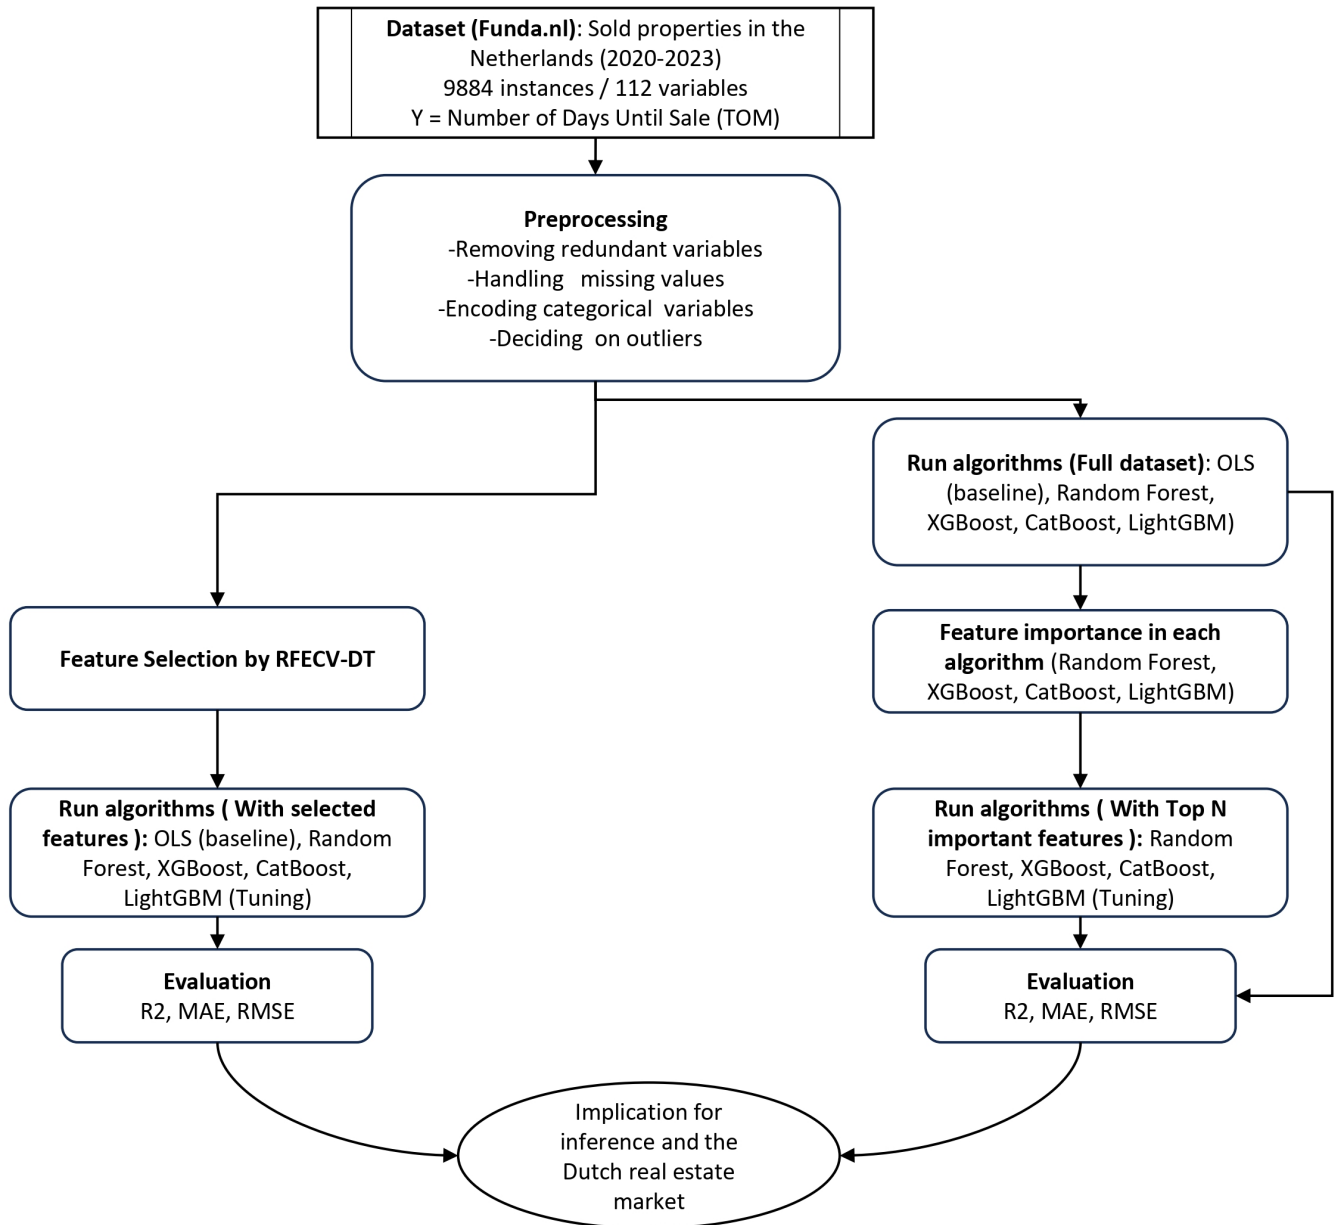 Dataset (Funda.nl): Sold properties in the
Netherlands (2020-2023)
9884 instances / 112 variables
Y = Number of Days Until Sale (TOM)
Preprocessing
-Removing redundant variables
-Handling missing values
-Encoding categorical variables
-Deciding on outliers
Run algorithms (Full dataset): OLS
(baseline), Random Forest,
XGBoost, CatBoost, LightGBM)
Feature Selection by RFECV-DT
Feature importance in each
algorithm (Random Forest,
XGBoost, CatBoost, LightGBM)
Run algorithms ( With selected
features ): OLS (baseline), Random
Forest, XGBoost, CatBoost,
LightGBM (Tuning)
Run algorithms ( With Top N
important features ): Random
Forest, XGBoost, CatBoost,
LightGBM (Tuning)
Evaluation
R2, MAE, RMSE
Evaluation
R2, MAE, RMSE
Implication for
inference and the
Dutch real estate
market